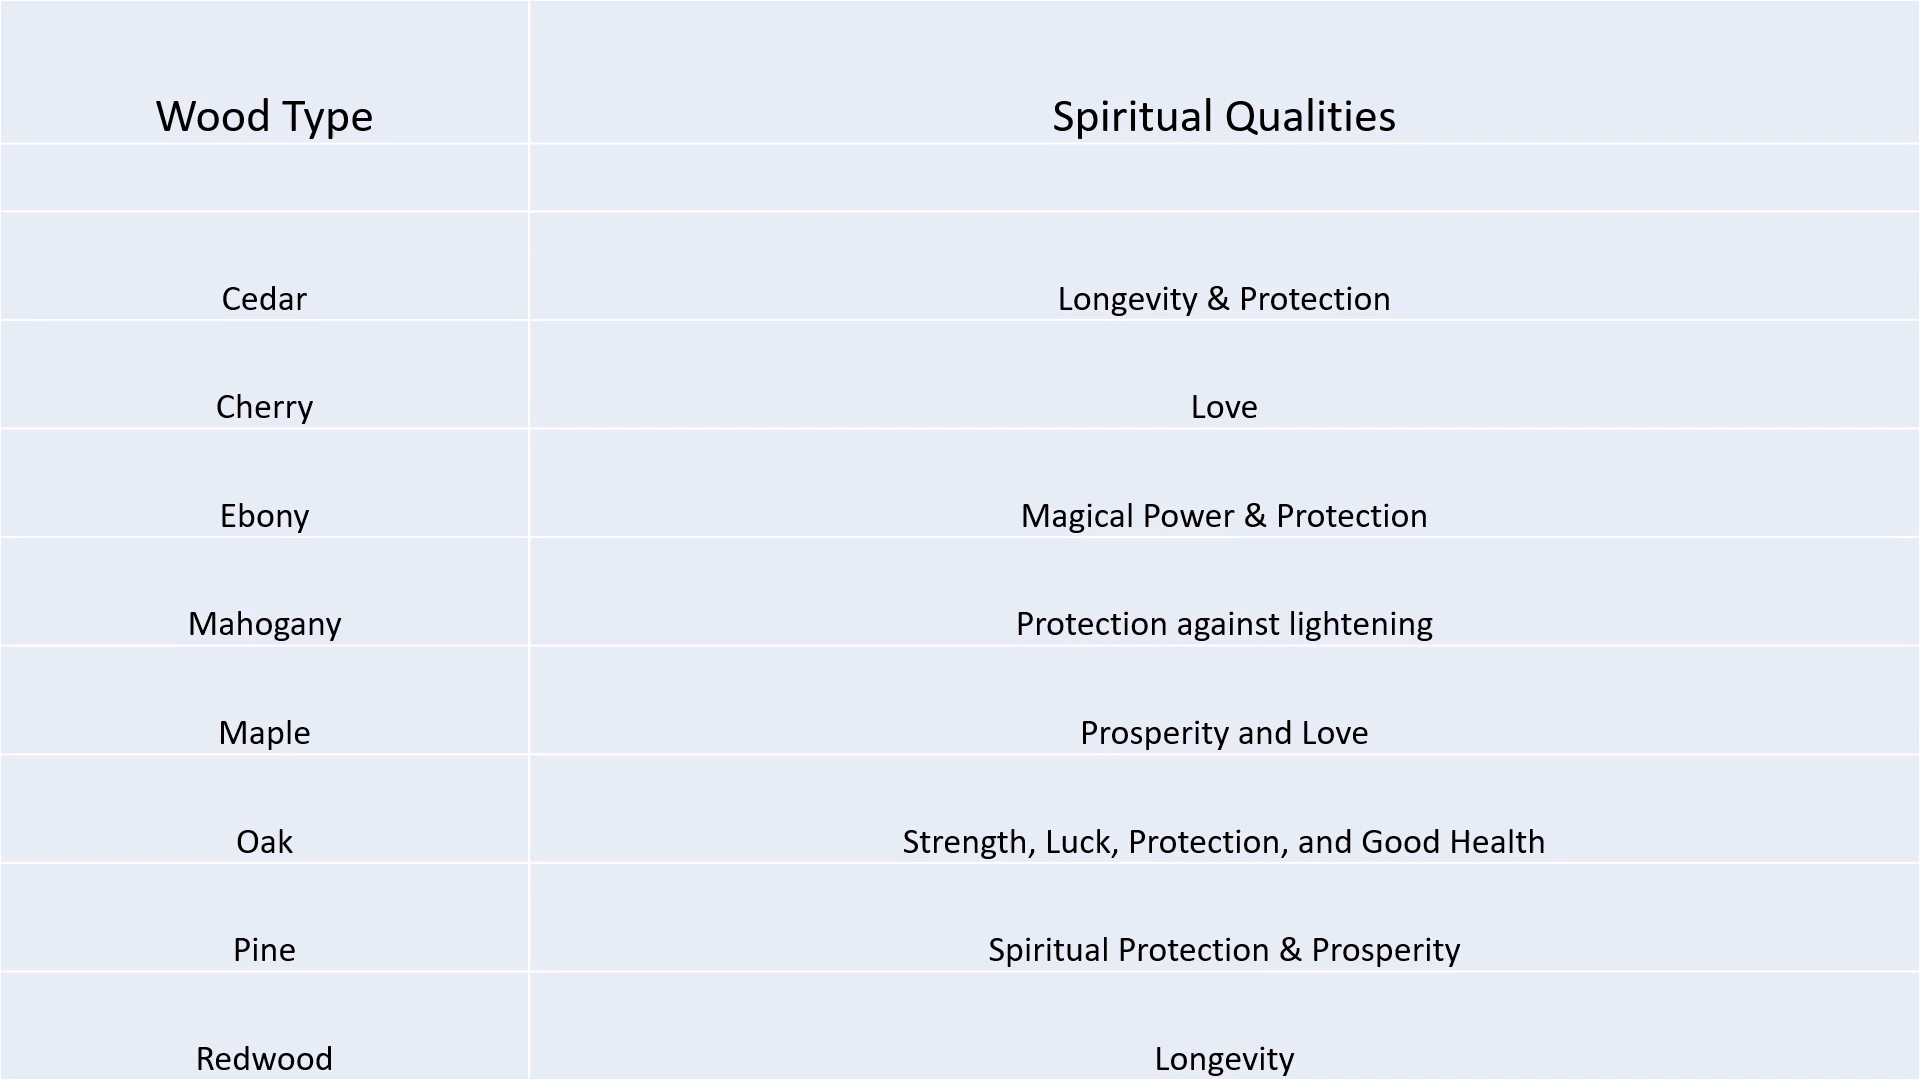 Wood Type Spiritual Qualities
Cedar Longevity & Protection
Cherry Love
Ebony Magical Power & Protection
Mahogany Protection against lightening
Maple Prosperity and Love
Oak Strength, Luck, Protection, and Good Health
Pine Spiritual Protection & Prosperity
Redwood Longevity